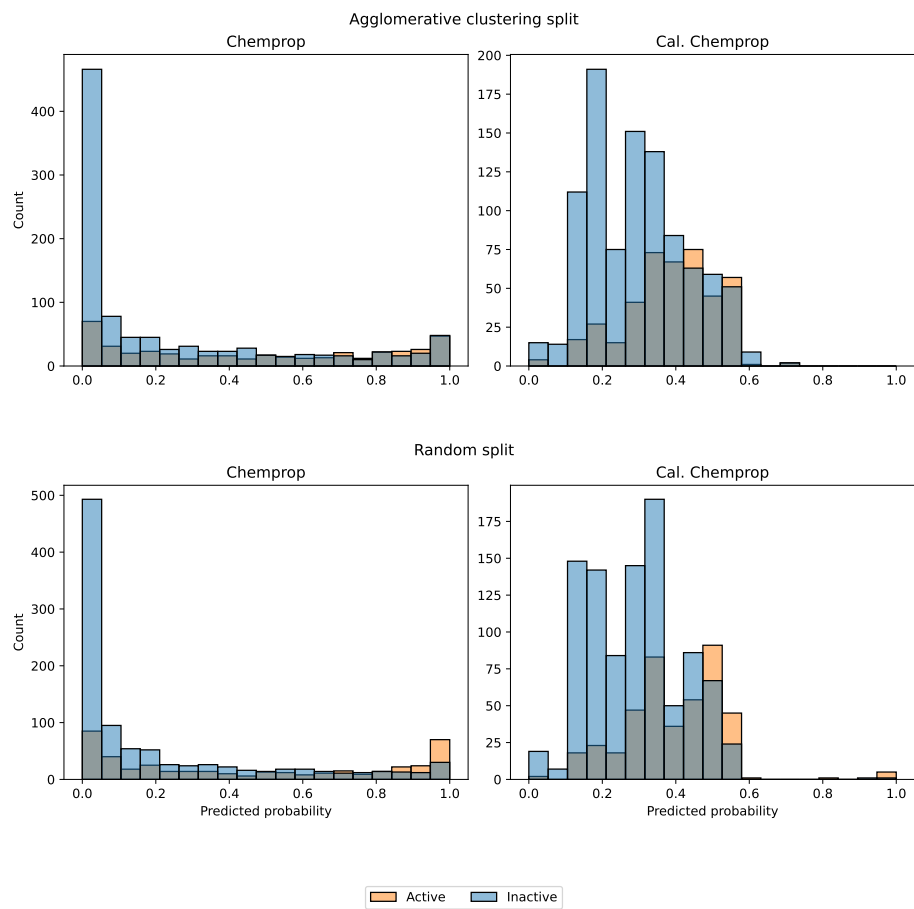 Agglomerative clustering split
Chemprop
Cal. Chemprop
Count
400
300
200
100
0
0.0 0.2 0.4 0.6 0.8 1.0
200
175
150
125
100
75
50
25
0
0.0 0.2 0.4 0.6 0.8 1.0
Random split
Chemprop
Cal. Chemprop
Count
500
400
300
200
100
0
0.0 0.2 0.4 0.6 0.8 1.0
Predicted probability
175
150
125
100
75
50
25
0
0.0 0.2 0.4 0.6 0.8 1.0
Predicted probability
Active Inactive